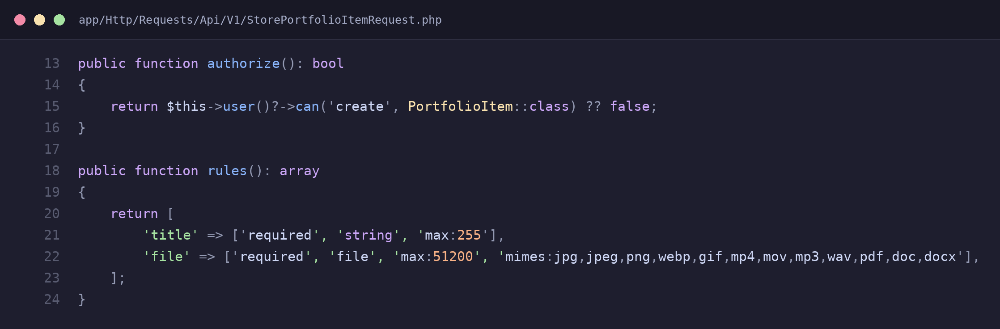 app/Http/Requests/Api/V1/StorePortfolioItemRequest.php
13 public function authorize(): bool
14 {
15     return $this->user()?->can('create', PortfolioItem::class) ?? false;
16 }
17
18 public function rules(): array
19 {
20     return [
21         'title' => ['required', 'string', 'max:255'],
22         'file' => ['required', 'file', 'max:51200', 'mimes:jpg,jpeg,png,webp,gif,mp4,mov,mp3,wav,pdf,doc,docx'],
23     ];
24 }